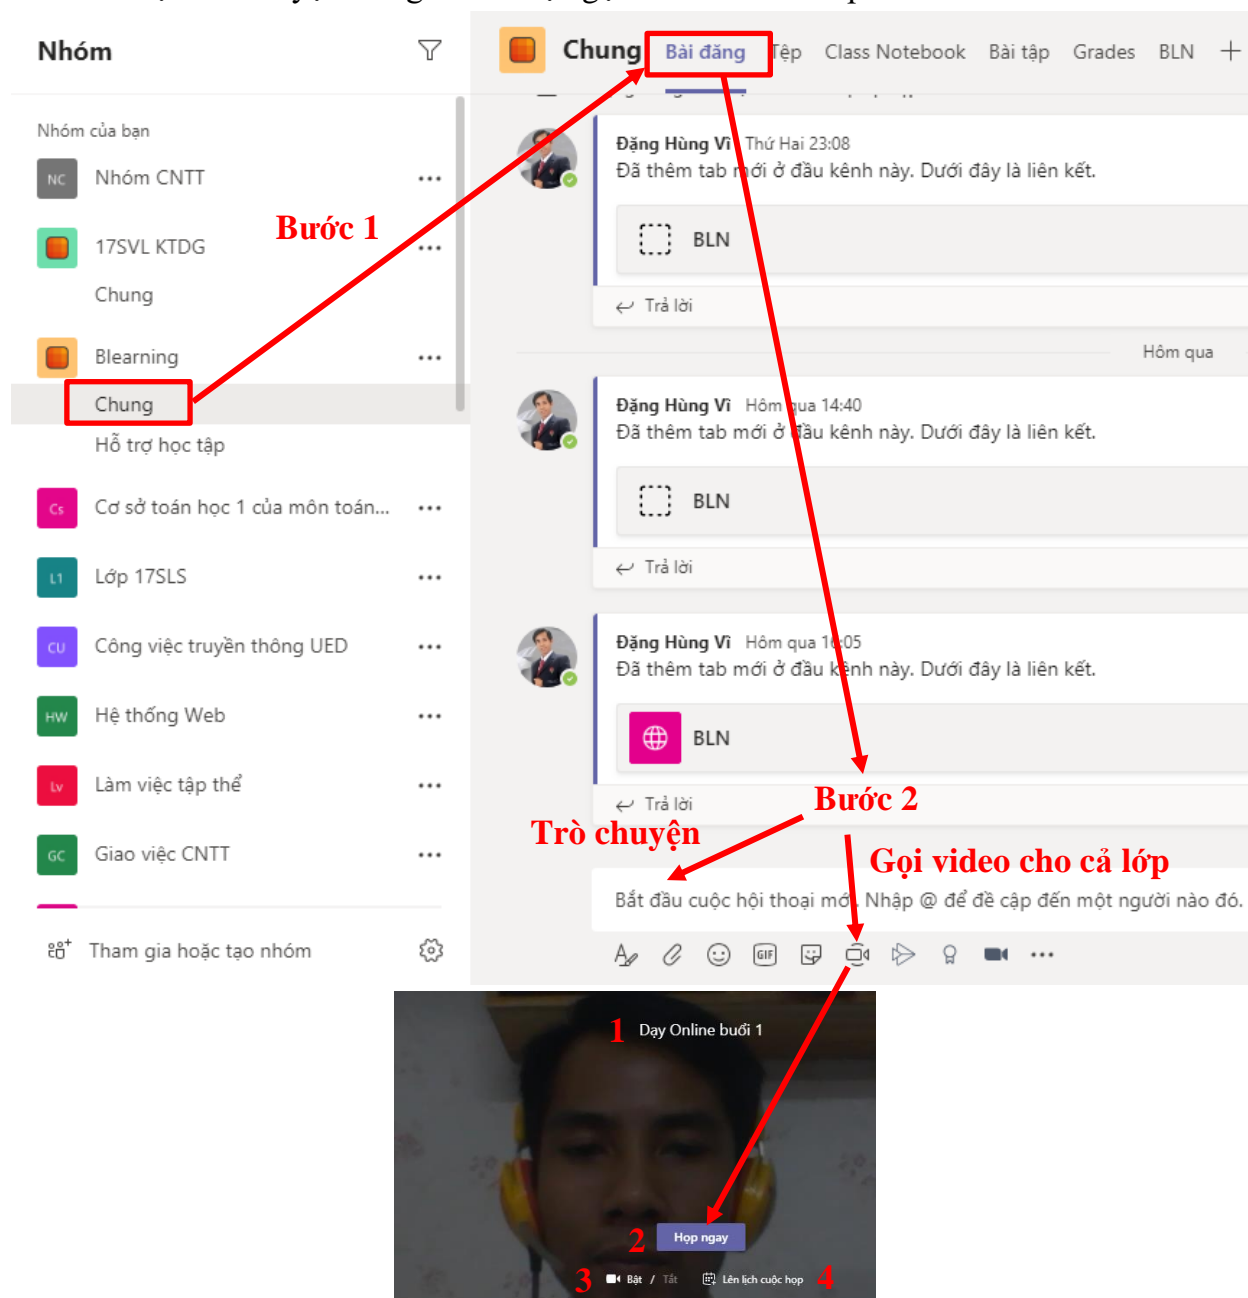 Nhóm
Chung Bài đăng Tệp Class Notebook Bài tập Grades BLN +
Nhóm của bạn
NC Nhóm CNTT
17SVL KTDG
Chung
Blearning
Chung
Hỗ trợ học tập
Cs Cơ sở toán học 1 của môn toán...
L1 Lớp 17SLS
CU Công việc truyền thông UED
HW Hệ thống Web
Lv Làm việc tập thể
GC Giao việc CNTT
Tham gia hoặc tạo nhóm
Bước 1
Đặng Hùng Vĩ Thứ Hai 23:08
Đã thêm tab mới ở đầu kênh này. Dưới đây là liên kết.
BLN
Trả lời
Hôm qua
Đặng Hùng Vĩ Hôm qua 14:40
Đã thêm tab mới ở đầu kênh này. Dưới đây là liên kết.
BLN
Trả lời
Đặng Hùng Vĩ Hôm qua 16:05
Đã thêm tab mới ở đầu kênh này. Dưới đây là liên kết.
BLN
Trả lời
Bước 2
Trò chuyện
Gọi video cho cả lớp
Bắt đầu cuộc hội thoại mới. Nhập @ để đề cập đến một người nào đó.
GIF
1 Dạy Online buổi 1
2 Họp ngay
3 Bật / Tắt Lên lịch cuộc họp 4